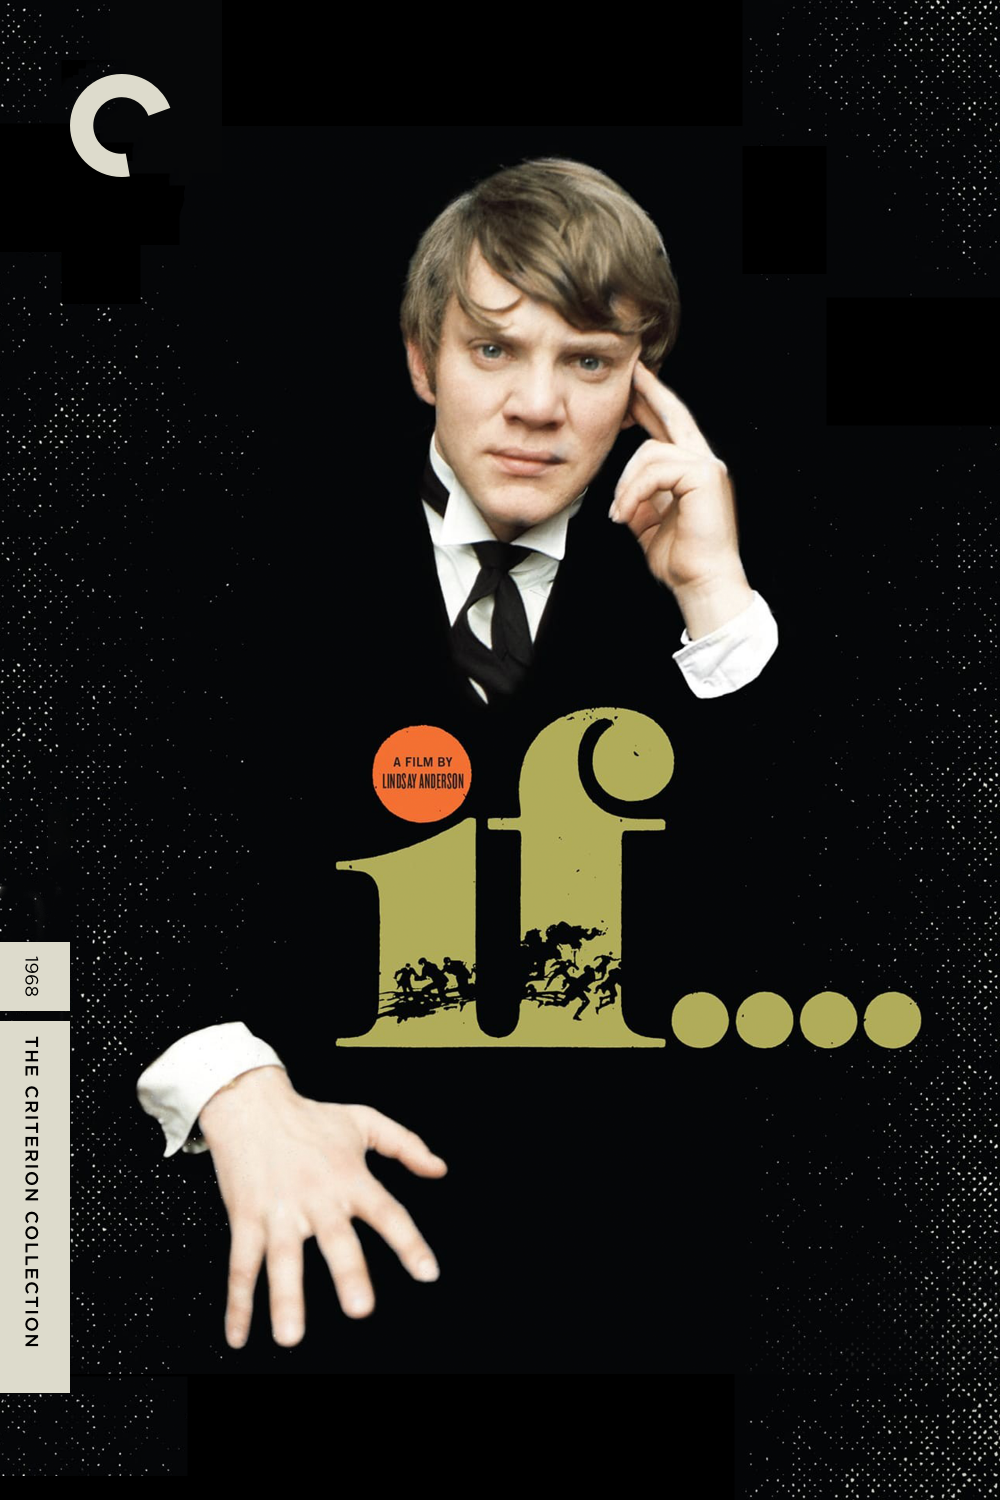 A FILM BY
LINDSAY ANDERSON
if....
1968
THE CRITERION COLLECTION